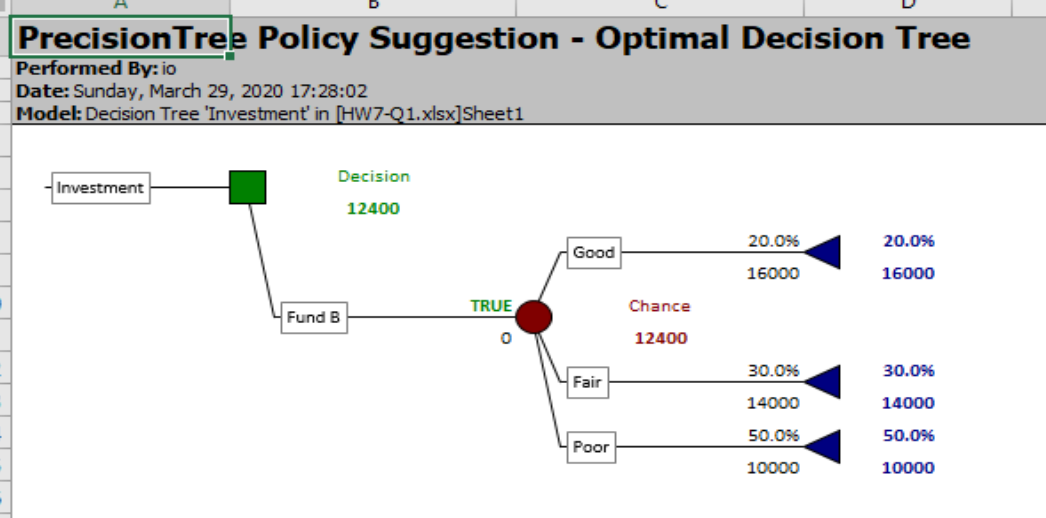 A B C D
PrecisionTree Policy Suggestion - Optimal Decision Tree
Performed By: io
Date: Sunday, March 29, 2020 17:28:02
Model: Decision Tree 'Investment' in [HW7-Q1.xlsx]Sheet1
Investment
Decision
12400
Good
20.0%
16000
20.0%
16000
Fund B
TRUE
0
Chance
12400
Fair
30.0%
14000
30.0%
14000
Poor
50.0%
10000
50.0%
10000